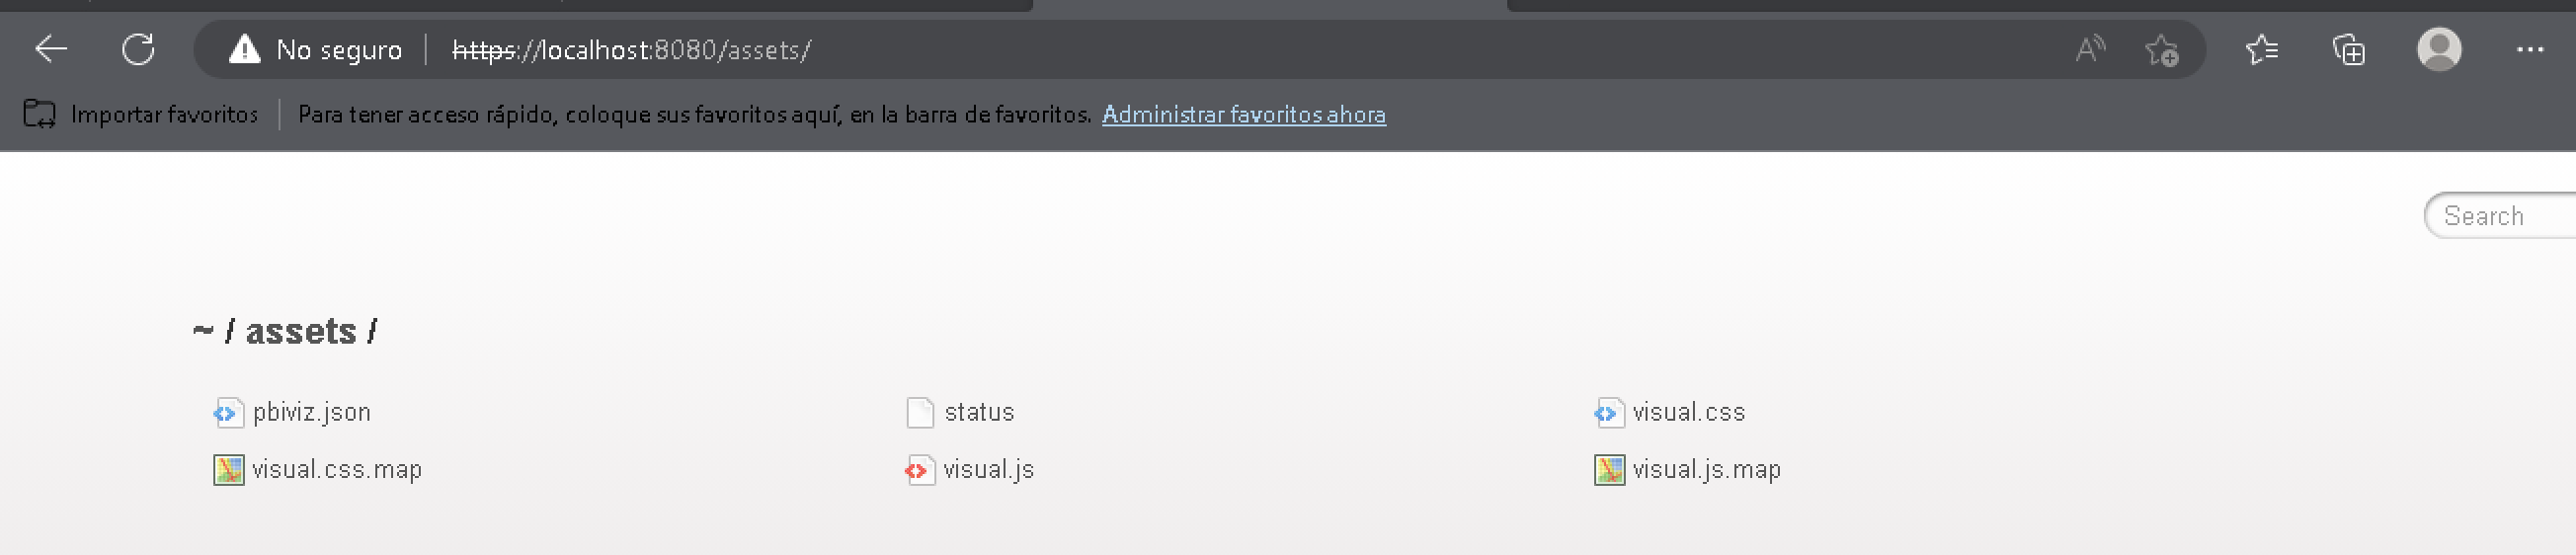 No seguro https://localhost:8080/assets/
Importar favoritos Para tener acceso rápido, coloque sus favoritos aquí, en la barra de favoritos. Administrar favoritos ahora
Search
~ / assets /
pbiviz.json status visual.css
visual.css.map visual.js visual.js.map